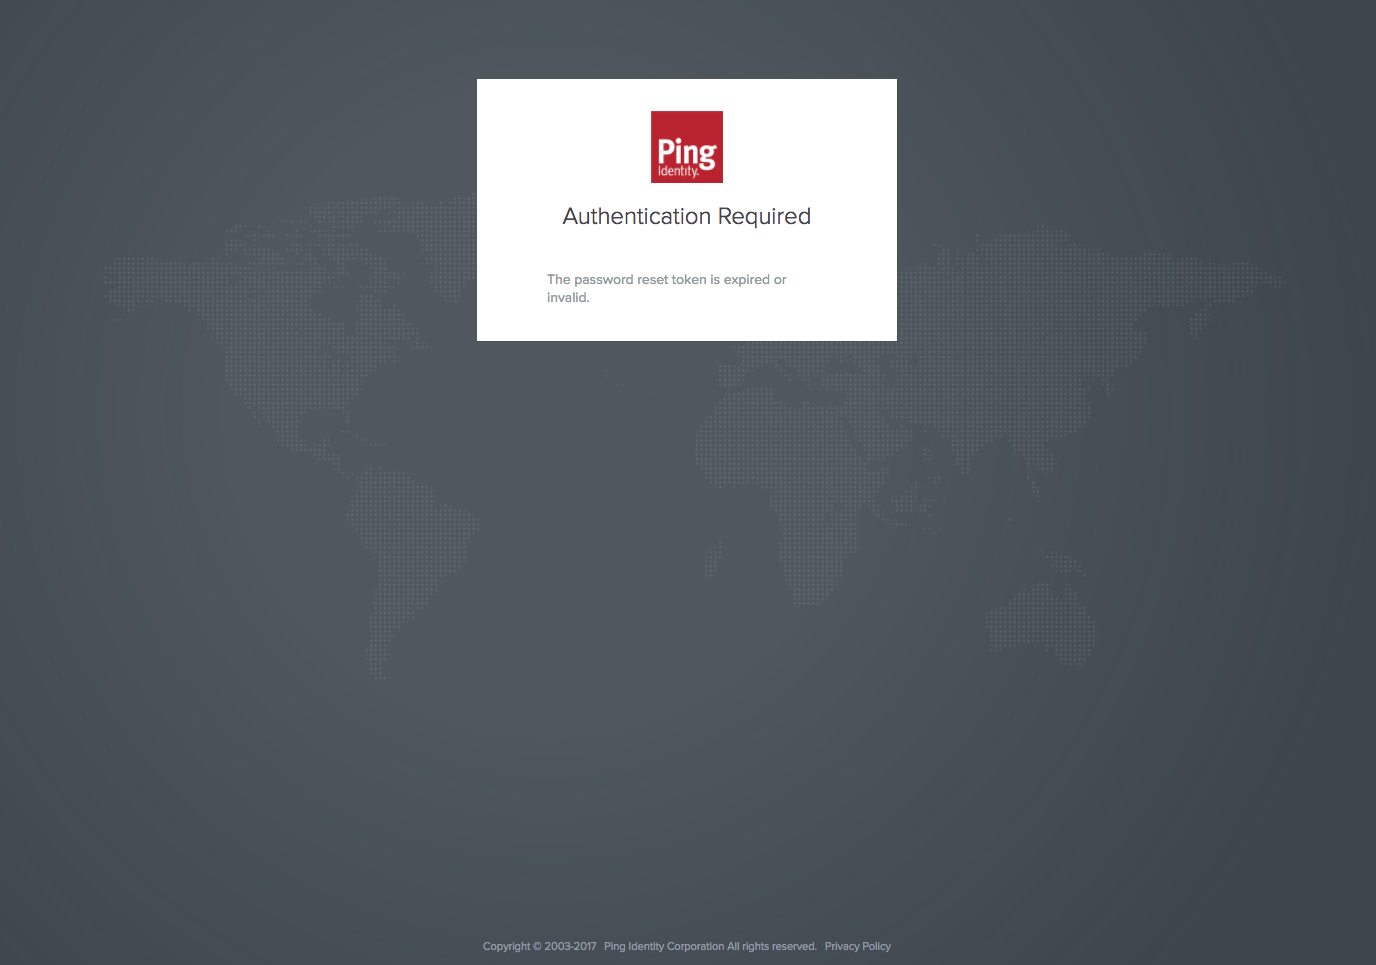 Ping
Identity.
Authentication Required
The password reset token is expired or
invalid.
Copyright © 2003-2017 Ping Identity Corporation All rights reserved. Privacy Policy